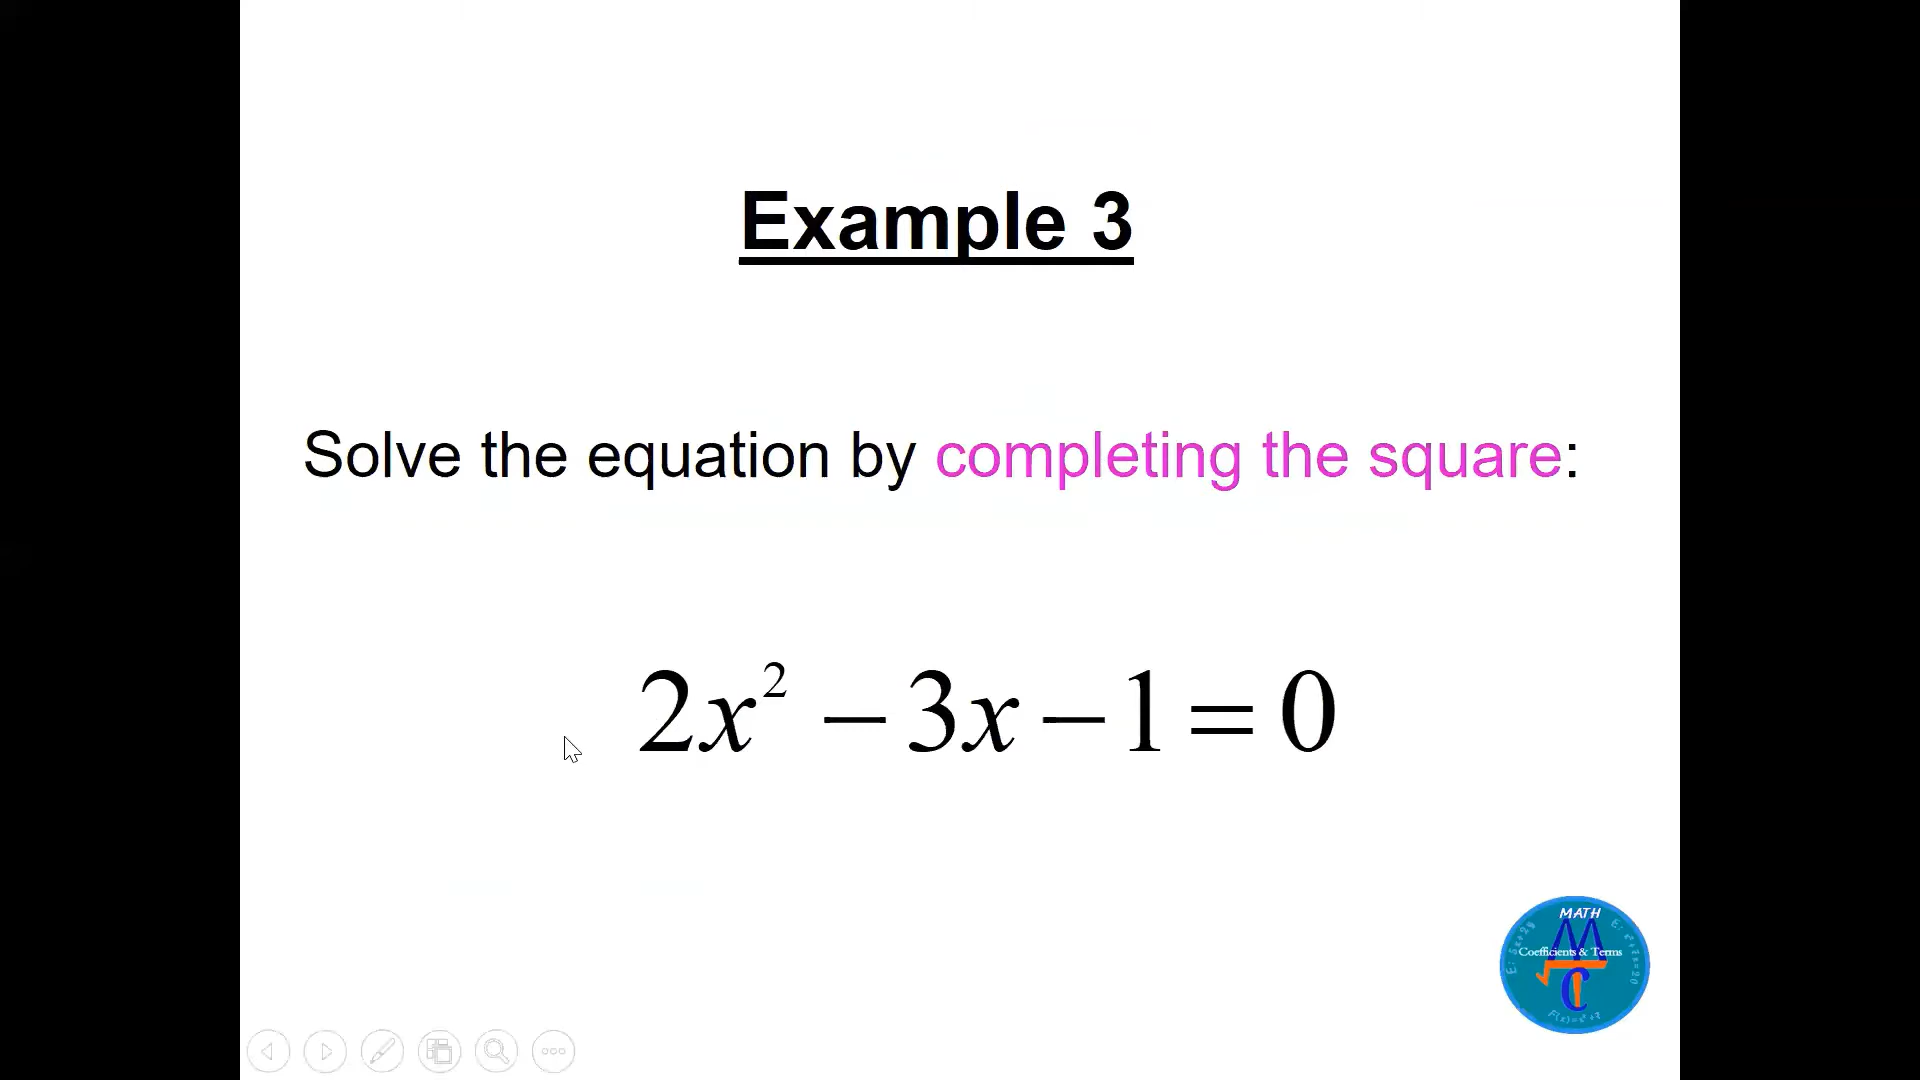 Example 3
Solve the equation by completing the square:
2x² − 3x − 1 = 0
MATH
Coefficients & Terms